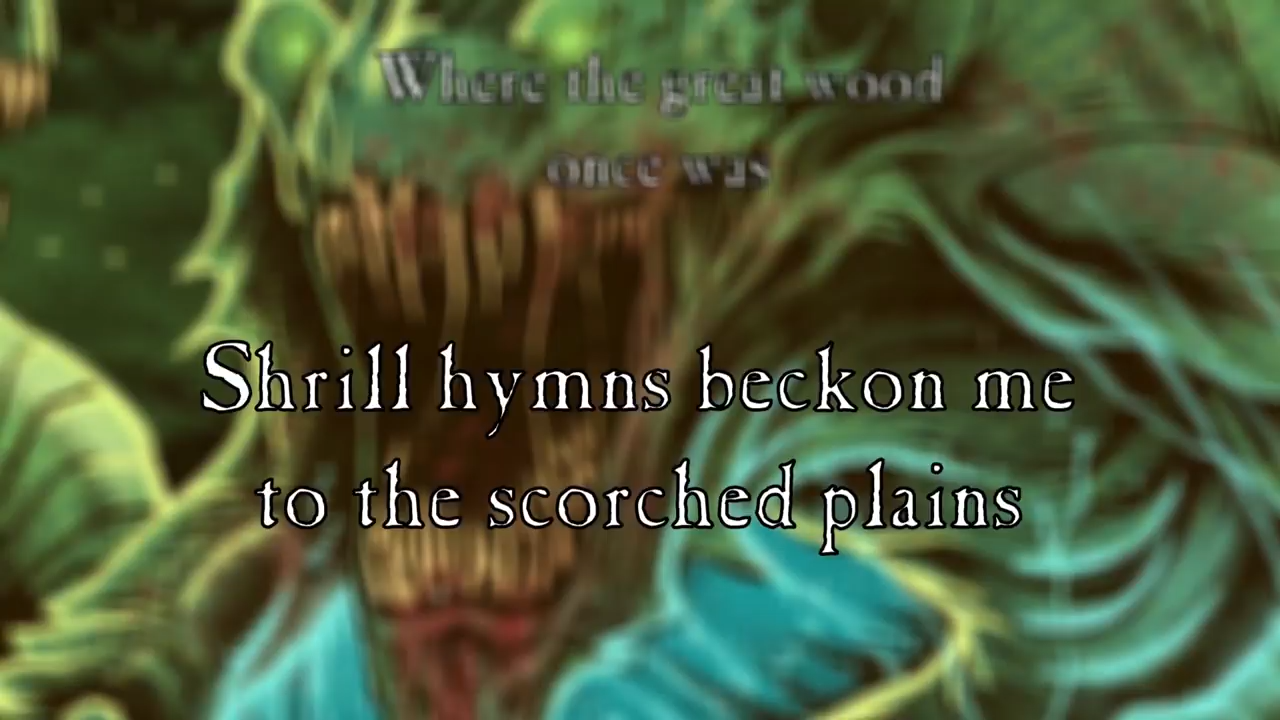 Where the great wood
once was
Shrill hymns beckon me
to the scorched plains